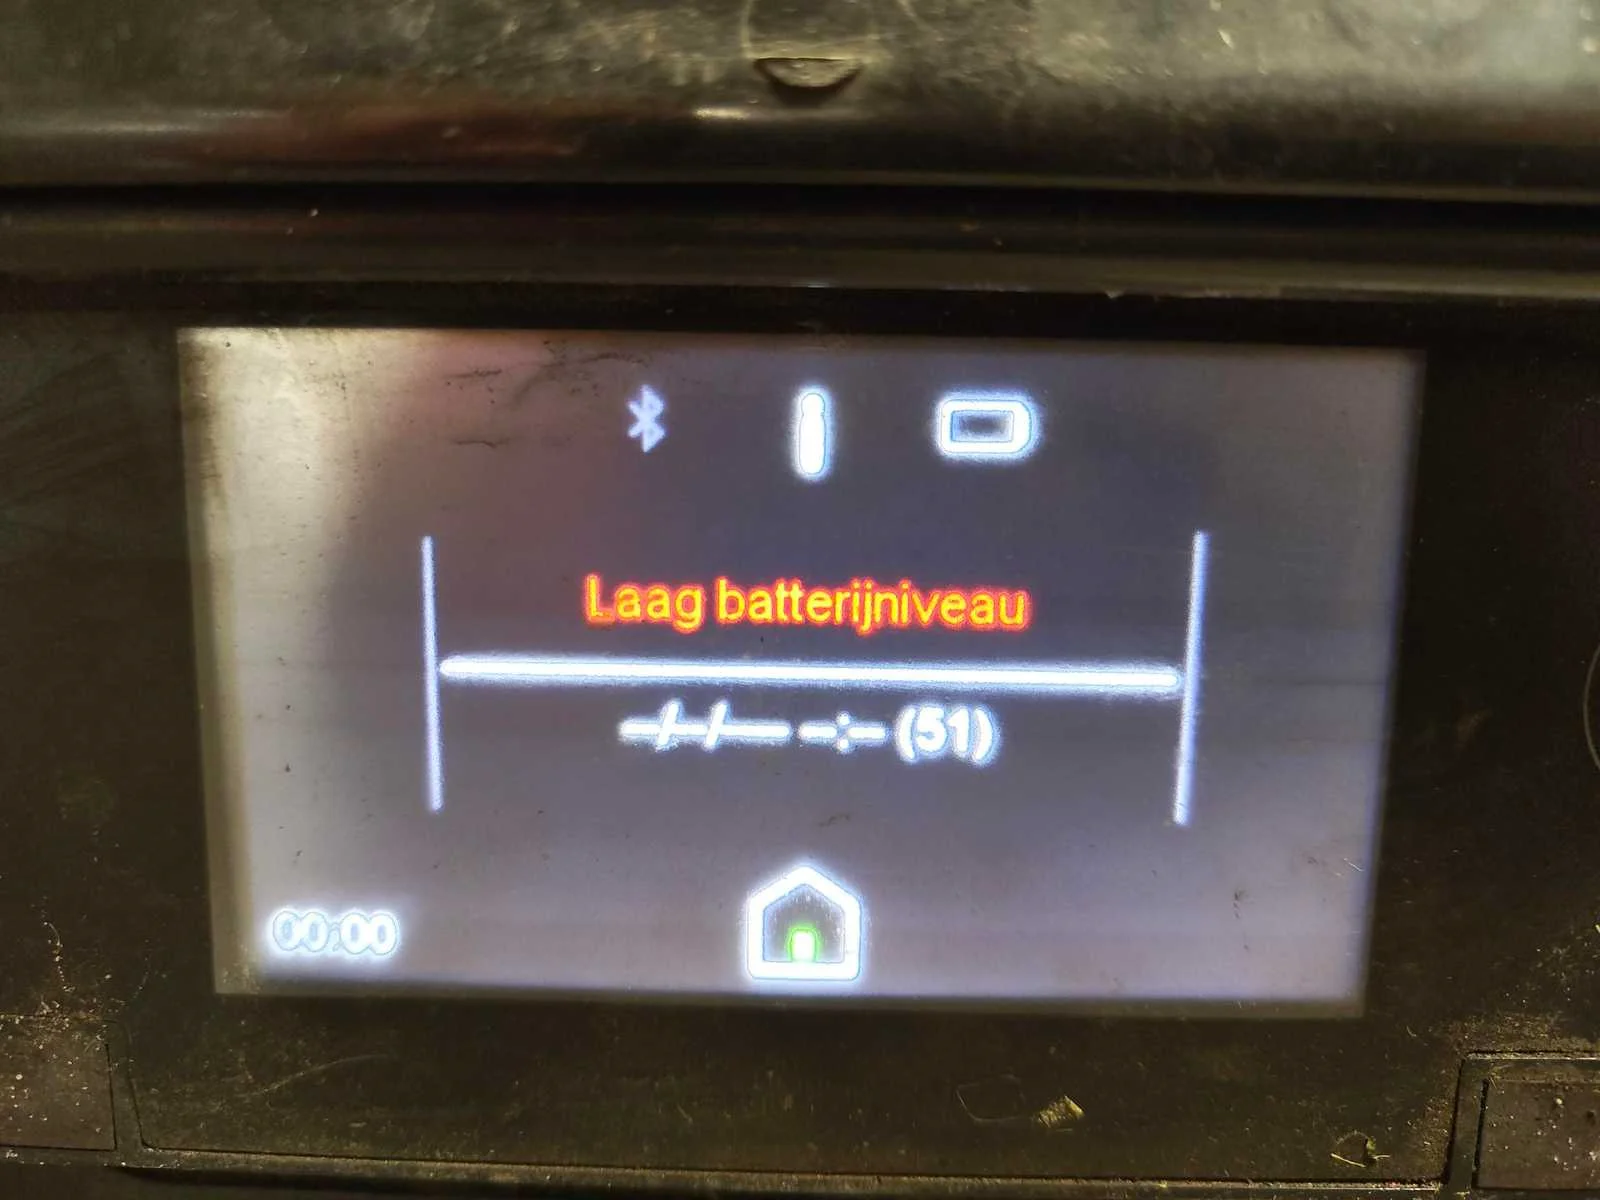 Laag batterijniveau
-/-/-- --:-- (51)
00:00